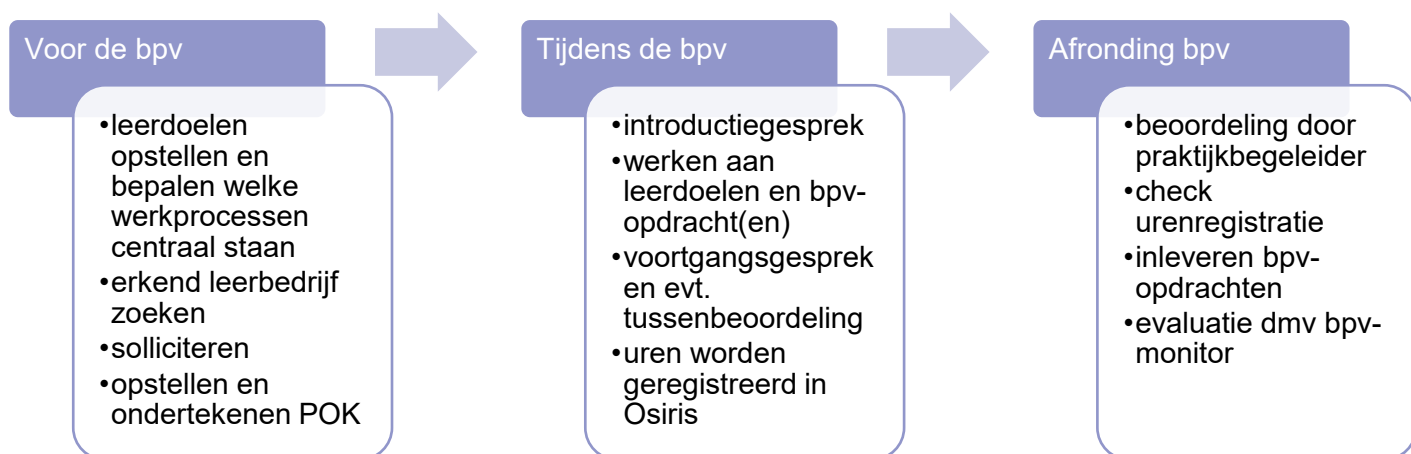 Voor de bpv
•leerdoelen
opstellen en
bepalen welke
werkprocessen
centraal staan
•erkend leerbedrijf
zoeken
•solliciteren
•opstellen en
ondertekenen POK
Tijdens de bpv
•introductiegesprek
•werken aan
leerdoelen en bpv-
opdracht(en)
•voortgangsgesprek
en evt.
tussenbeoordeling
•uren worden
geregistreerd in
Osiris
Afronding bpv
•beoordeling door
praktijkbegeleider
•check
urenregistratie
•inleveren bpv-
opdrachten
•evaluatie dmv bpv-
monitor